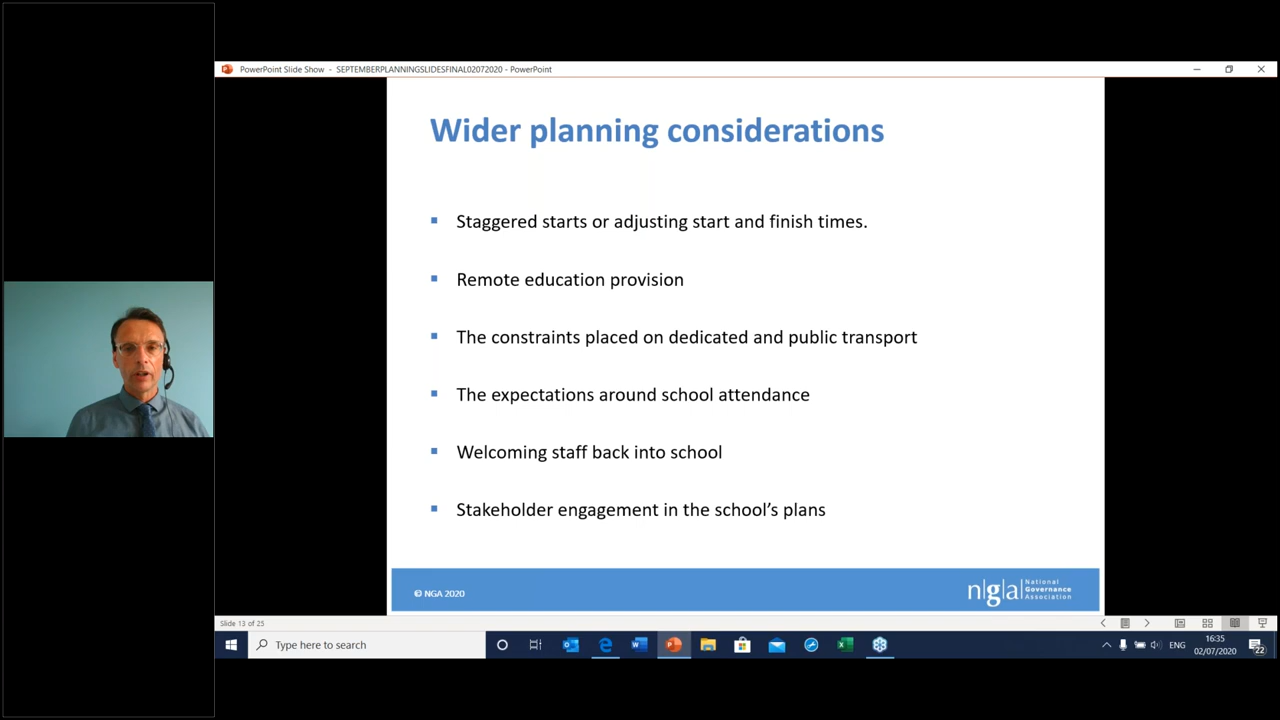 PowerPoint Slide Show - SEPTEMBERPLANNINGSLIDESFINAL02072020 - PowerPoint
Wider planning considerations
Staggered starts or adjusting start and finish times.
Remote education provision
The constraints placed on dedicated and public transport
The expectations around school attendance
Welcoming staff back into school
Stakeholder engagement in the school’s plans
© NGA 2020
n|g|a| National
Governance
Association
Slide 13 of 25
Type here to search
ENG
16:35
02/07/2020
22